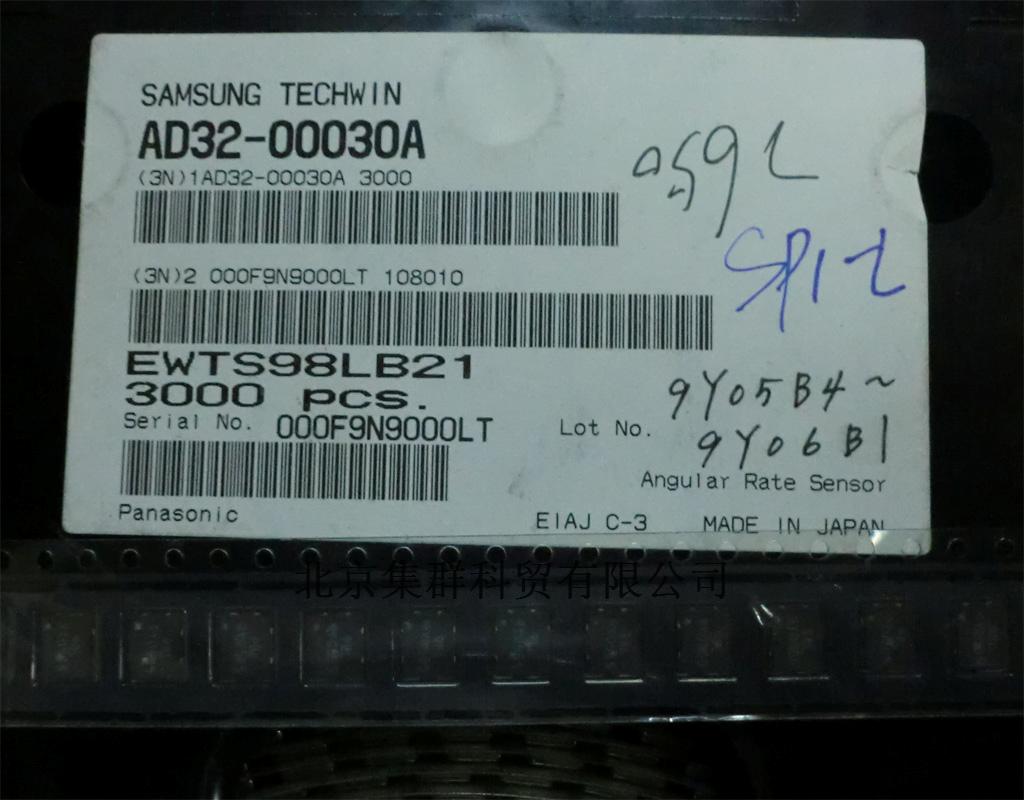 SAMSUNG TECHWIN
AD32-00030A
(3N)1AD32-00030A 3000
(3N)2 000F9N9000LT 108010
EWTS98LB21
3000 pcs.
Serial No. 000F9N9000LT
Lot No. 9Y05B4~
9Y06B1
Angular Rate Sensor
Panasonic
EIAJ C-3
MADE IN JAPAN
北京集群科贸有限公司